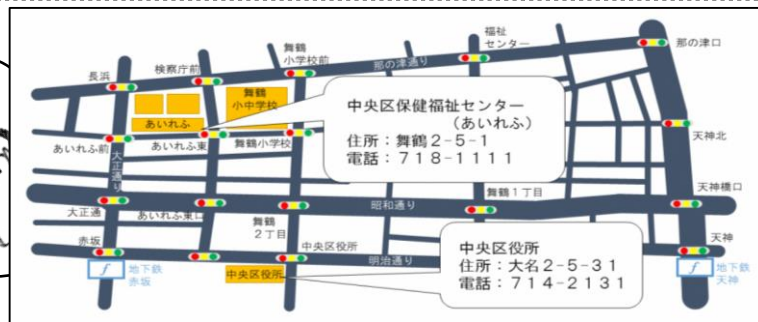 福祉
センター
舞鶴
小学校前
那の津通り
那の津口
検察庁前
長浜
舞鶴
小中学校
あいれふ
中央区保健福祉センター
（あいれふ）
住所：舞鶴2-5-1
電話：718-1111
あいれふ前
大正通り
あいれふ東
舞鶴小学校
天神北
舞鶴1丁目
天神橋口
大正通
あいれふ東口
昭和通り
舞鶴
2丁目
赤坂
中央区役所
明治通り
天神
f 地下鉄
赤坂
中央区役所
中央区役所
住所：大名2-5-31
電話：714-2131
f 地下鉄
天神